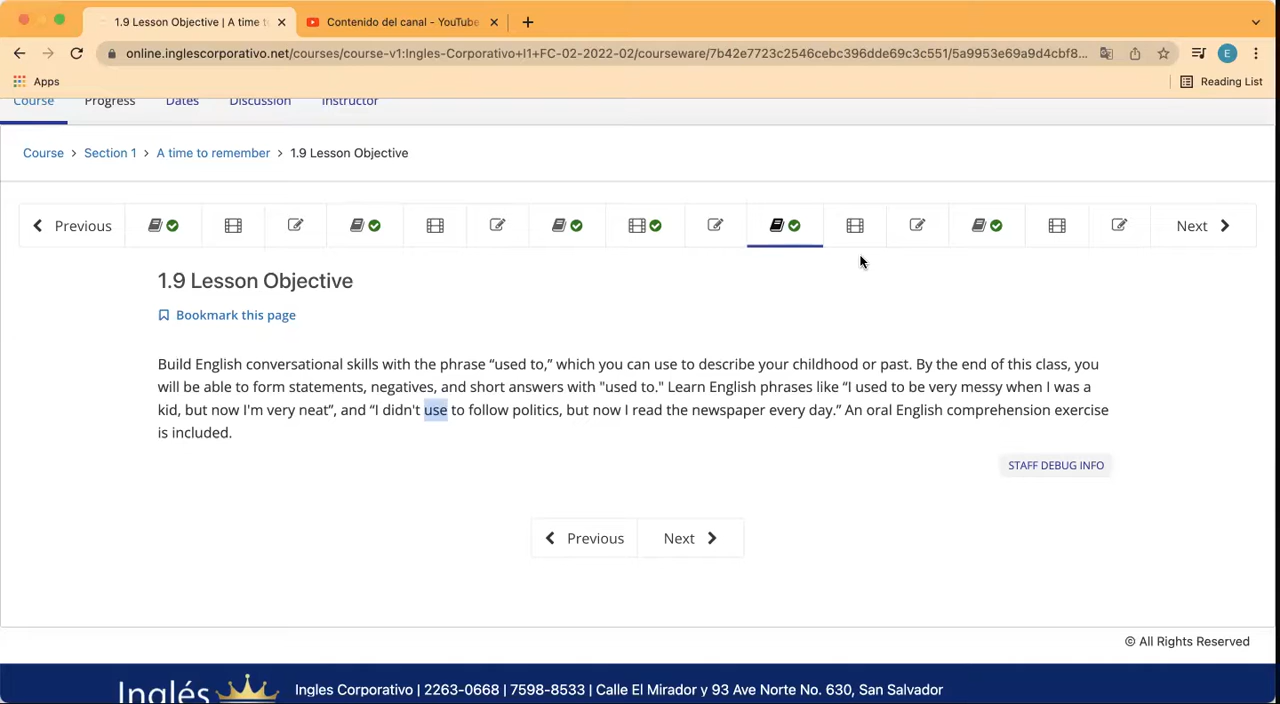 1.9 Lesson Objective | A time t
Contenido del canal - YouTube
online.inglescorporativo.net/courses/course-v1:Ingles-Corporativo+I1+FC-02-2022-02/courseware/7b42e7723c2546cebc396dde69c3c551/5a9953e69a9d4cbf8...
E
Apps
Reading List
Course Progress Dates Discussion Instructor
Course > Section 1 > A time to remember > 1.9 Lesson Objective
Previous
Next
1.9 Lesson Objective
Bookmark this page
Build English conversational skills with the phrase “used to,” which you can use to describe your childhood or past. By the end of this class, you
will be able to form statements, negatives, and short answers with "used to." Learn English phrases like “I used to be very messy when I was a
kid, but now I'm very neat”, and “I didn't use to follow politics, but now I read the newspaper every day.” An oral English comprehension exercise
is included.
STAFF DEBUG INFO
Previous
Next
© All Rights Reserved
Inglés
Ingles Corporativo | 2263-0668 | 7598-8533 | Calle El Mirador y 93 Ave Norte No. 630, San Salvador